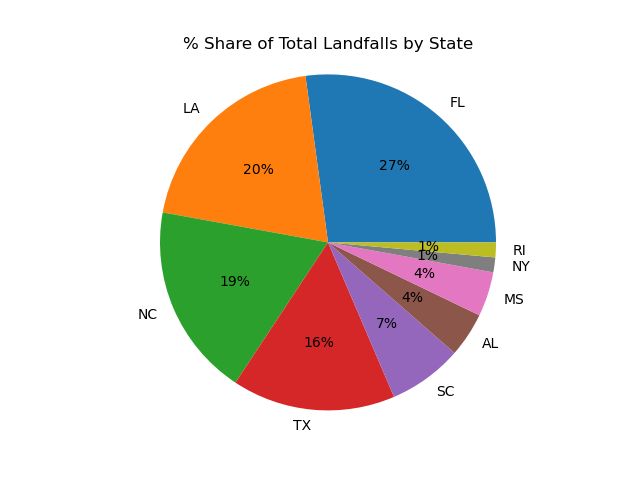 % Share of Total Landfalls by State
FL
LA
27%
20%
1%
RI
1%
NY
4%
MS
19%
4%
NC
7%
16%
AL
SC
TX